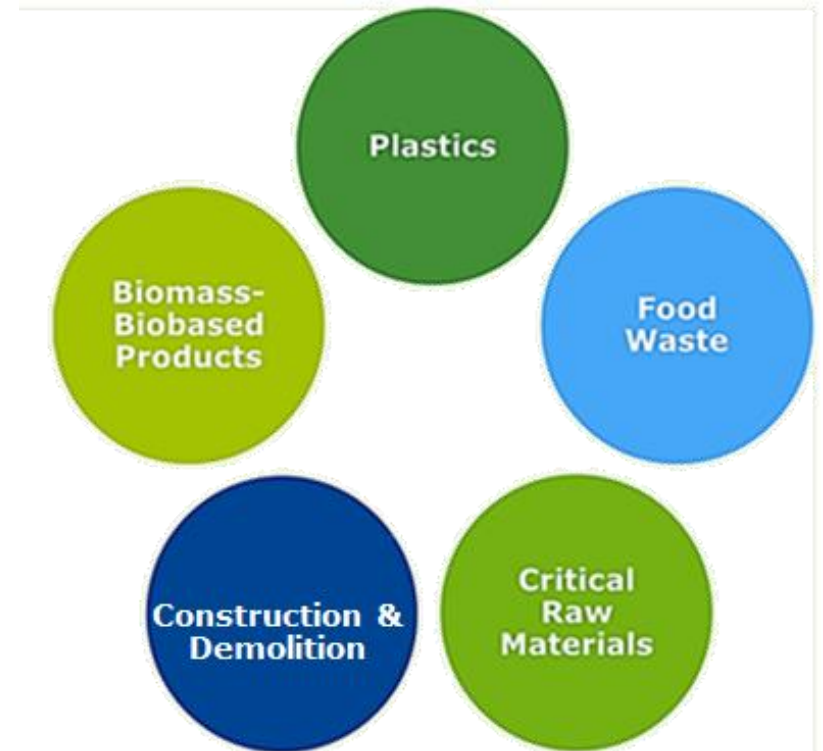 Plastics
Biomass-
Biobased
Products
Food
Waste
Construction &
Demolition
Critical
Raw
Materials